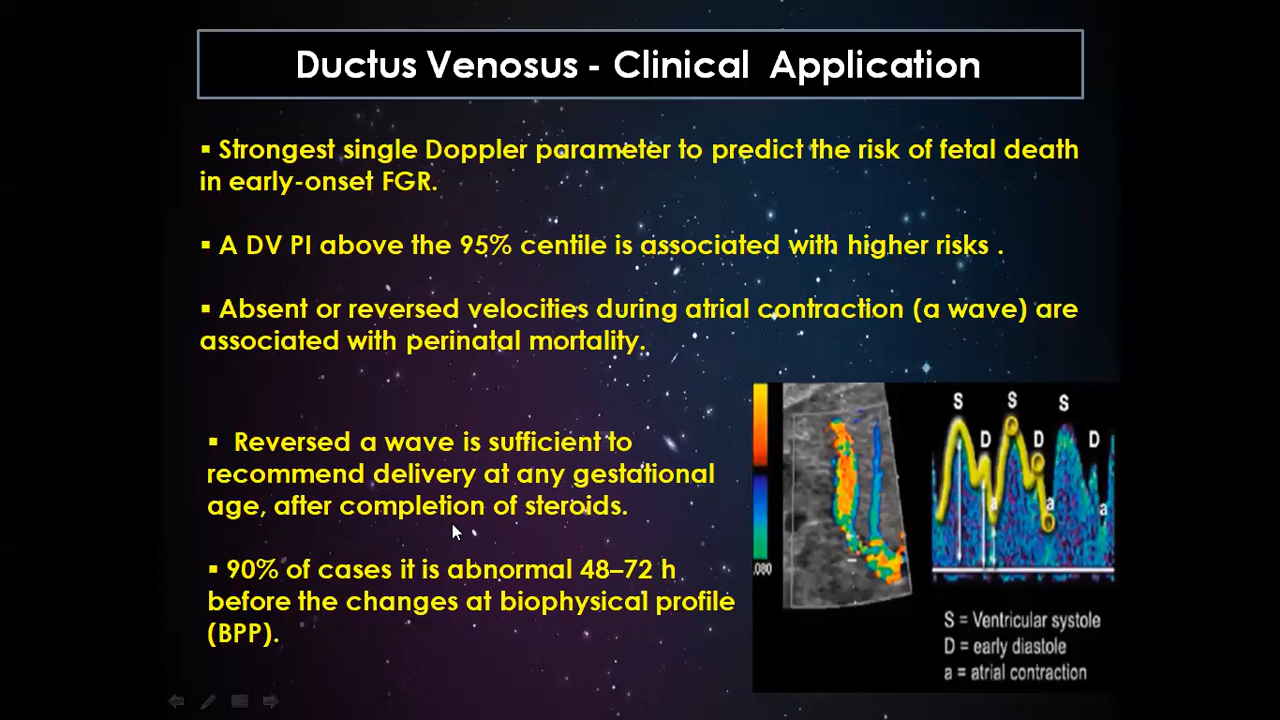 Ductus Venosus - Clinical Application
▪ Strongest single Doppler parameter to predict the risk of fetal death
in early-onset FGR.
▪ A DV PI above the 95% centile is associated with higher risks .
▪ Absent or reversed velocities during atrial contraction (a wave) are
associated with perinatal mortality.
▪ Reversed a wave is sufficient to
recommend delivery at any gestational
age, after completion of steroids.
▪ 90% of cases it is abnormal 48–72 h
before the changes at biophysical profile
(BPP).
S S S
D D D
a a a
.080
S = Ventricular systole
D = early diastole
a = atrial contraction